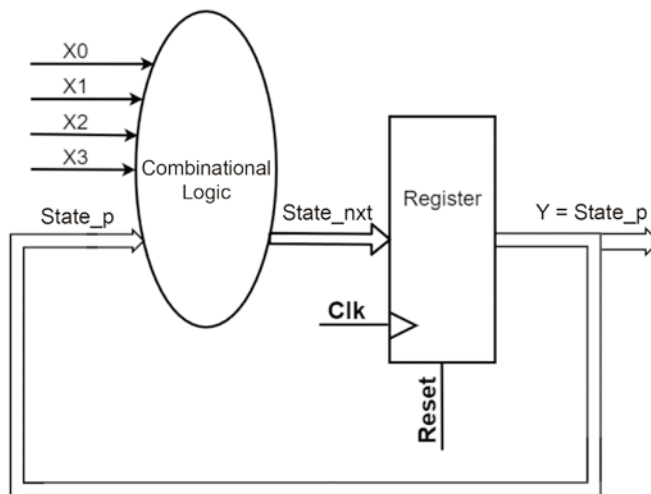 X0
X1
X2
X3
State_p
Combinational
Logic
State_nxt
Register
Y = State_p
Clk
Reset